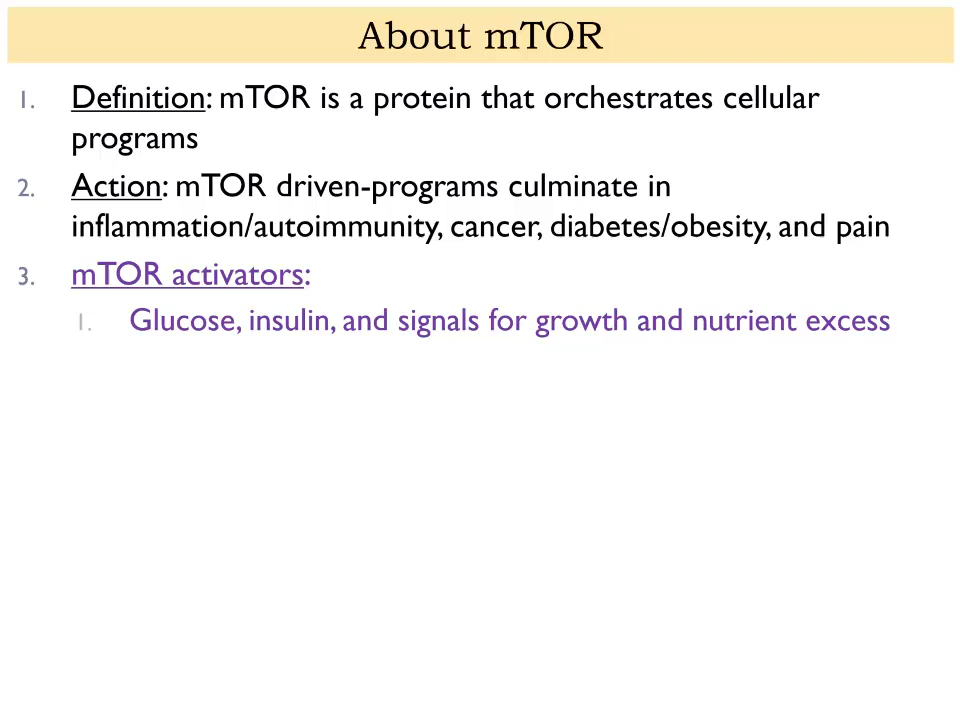 About mTOR
1. Definition: mTOR is a protein that orchestrates cellular
programs
2. Action: mTOR driven-programs culminate in
inflammation/autoimmunity, cancer, diabetes/obesity, and pain
3. mTOR activators:
1. Glucose, insulin, and signals for growth and nutrient excess